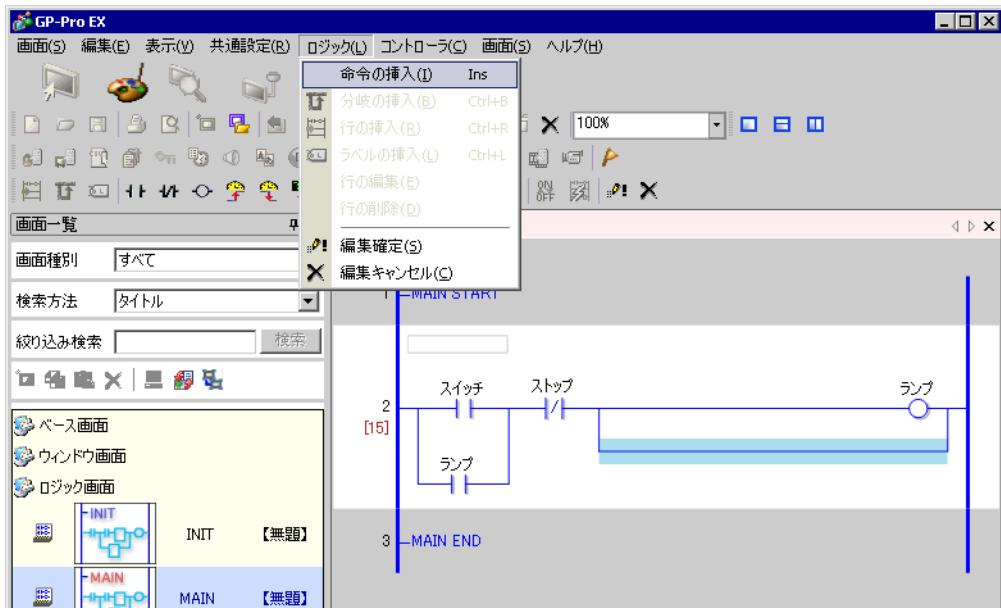 GP-Pro EX
画面(S) 編集(E) 表示(V) 共通設定(R) ロジック(L) コントローラ(C) 画面(S) ヘルプ(H)
命令の挿入(I) Ins
分岐の挿入(B) Ctrl+B
行の挿入(R) Ctrl+R
ラベルの挿入(L) Ctrl+L
行の編集(E)
行の削除(D)
編集確定(S)
編集キャンセル(C)
100%
ON
OFF
画面一覧
画面種別 すべて
検索方法 タイトル
絞り込み検索 検索
ベース画面
ウィンドウ画面
ロジック画面
INIT
INIT 【無題】
MAIN
MAIN 【無題】
1 MAIN START
スイッチ ストップ ランプ
2
[15]
ランプ
3 MAIN END